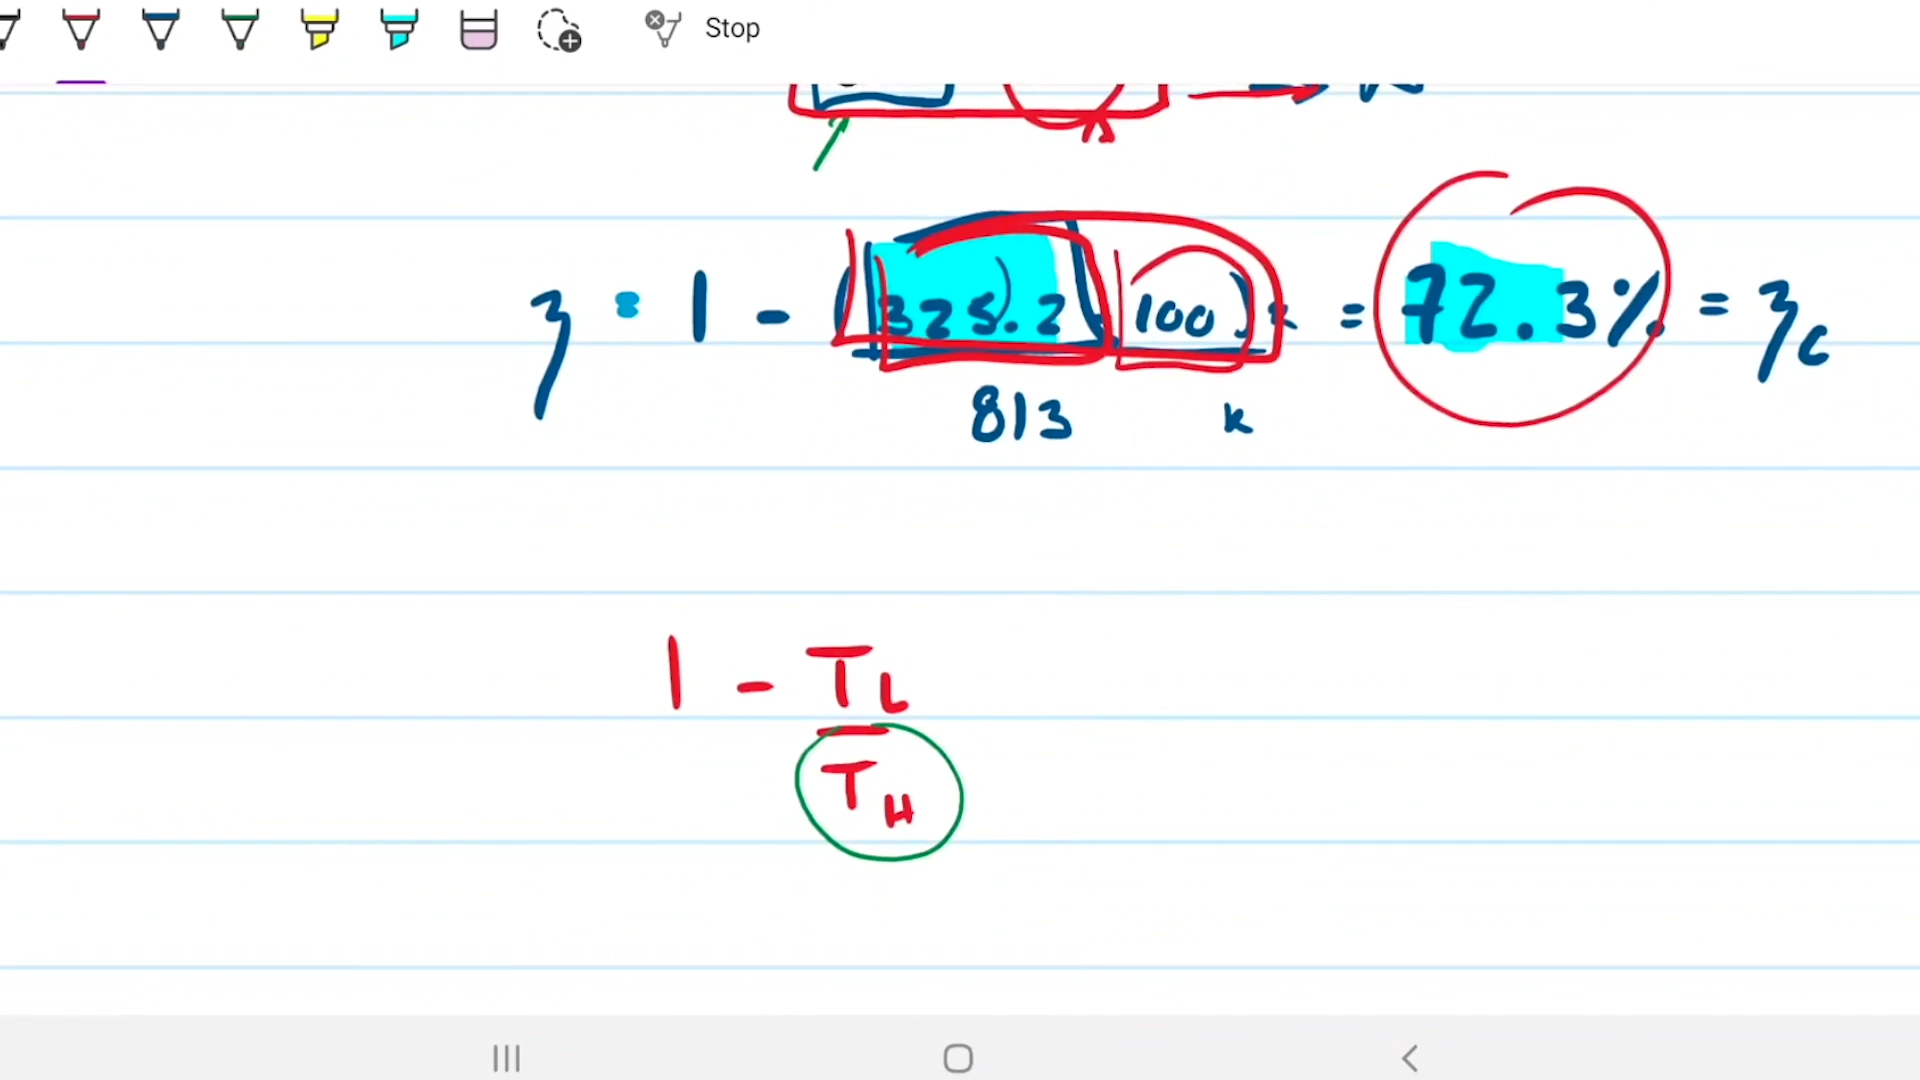 Stop
η = 1 - (325.2 - 100) K = 72.3% = ηc
813 K
1 - TL
TH